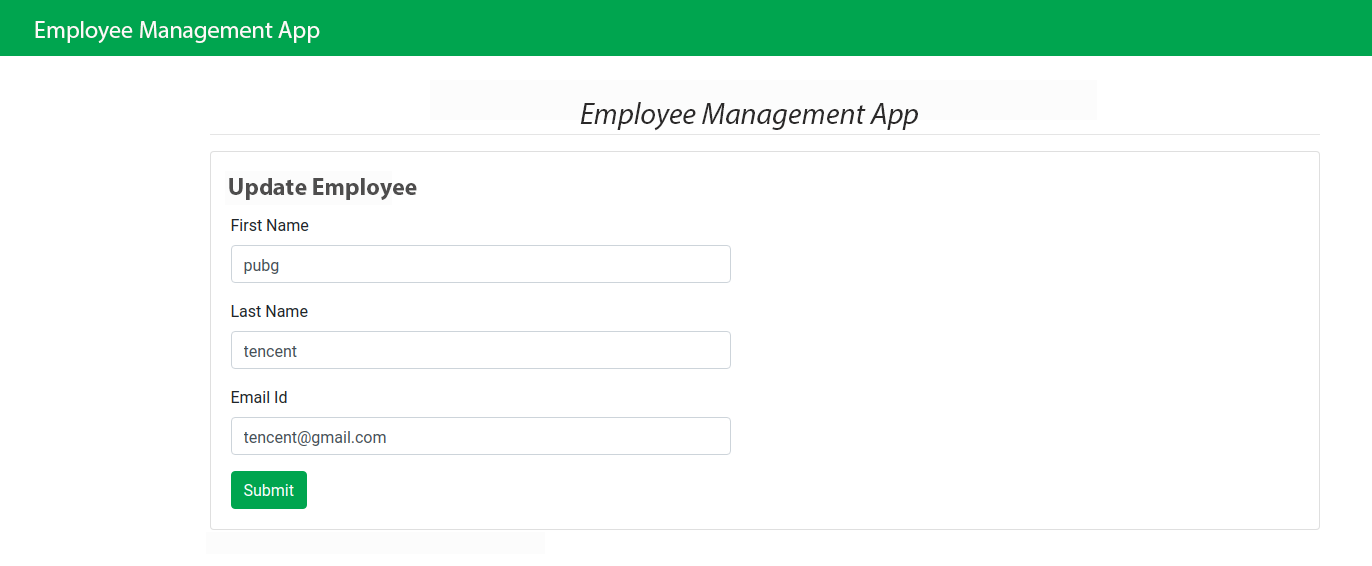 Employee Management App
Employee Management App
Update Employee
First Name
pubg
Last Name
tencent
Email Id
tencent@gmail.com
Submit